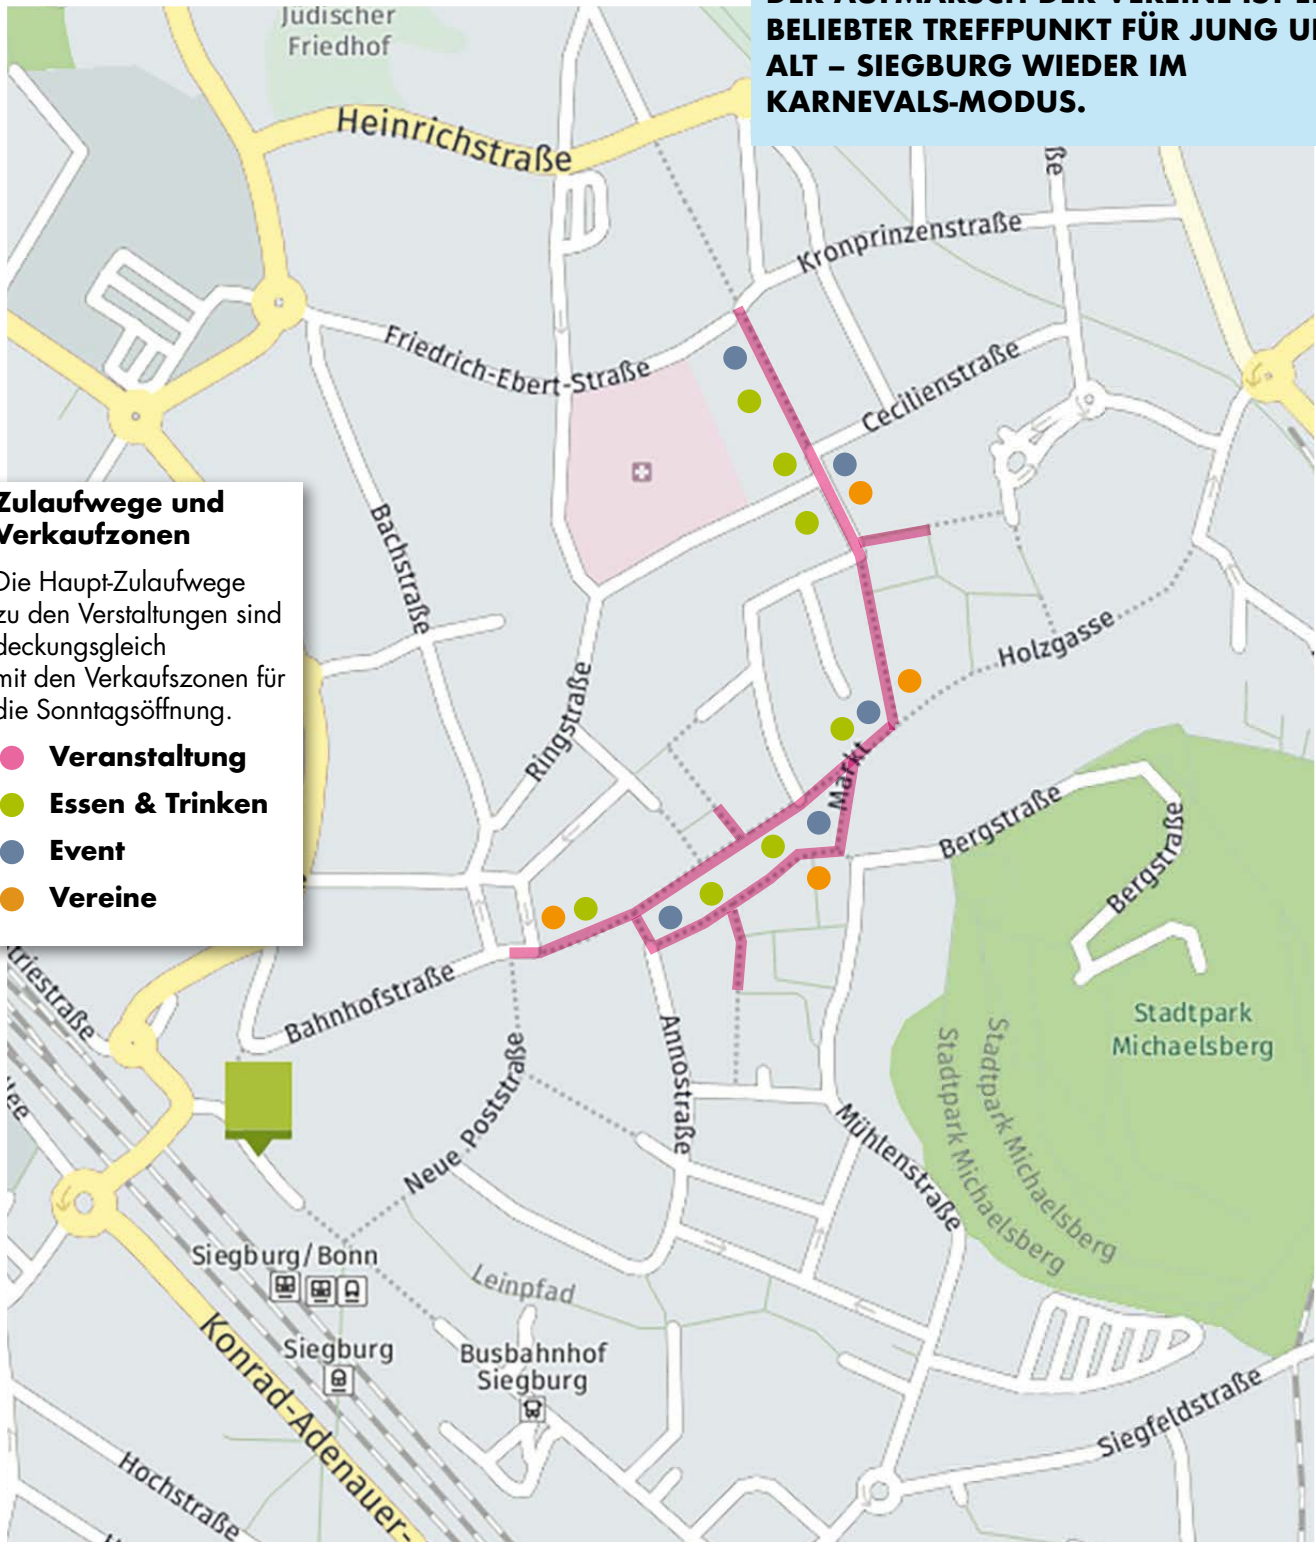 BELIEBTER TREFFPUNKT FÜR JUNG
ALT – SIEGBURG WIEDER IM
KARNEVALS-MODUS.
Jüdischer
Friedhof
Heinrichstraße
Kronprinzenstraße
Friedrich-Ebert-Straße
Cecilienstraße
Zulaufwege und
Verkaufzonen
Die Haupt-Zulaufwege
zu den Verstaltungen sind
deckungsgleich
mit den Verkaufszonen für
die Sonntagsöffnung.
Veranstaltung
Essen & Trinken
Event
Vereine
Bachstraße
Holzgasse
Ringstraße
Markt
Bergstraße
Bergstraße
triestraße
Bahnhofstraße
Stadtpark
Michaelsberg
Annostraße
Stadtpark Michaelsberg
Stadtpark Michaelsberg
Neue Poststraße
Mühlenstraße
Siegburg/Bonn
Leinpfad
Siegburg
Busbahnhof
Siegburg
Konrad-Adenauer-
Siegfeldstraße
Hochstraße